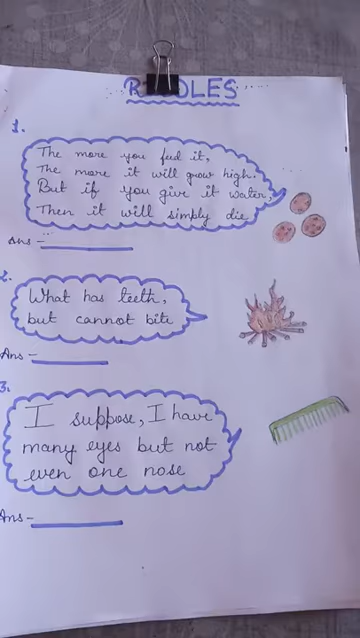 RIDDLES
1.
The more you feed it,
The more it will grow high.
But if you give it water,
Then it will simply die
Ans -
2.
What has teeth,
but cannot bite
Ans -
3.
I suppose, I have
many eyes but not
even one nose
Ans -